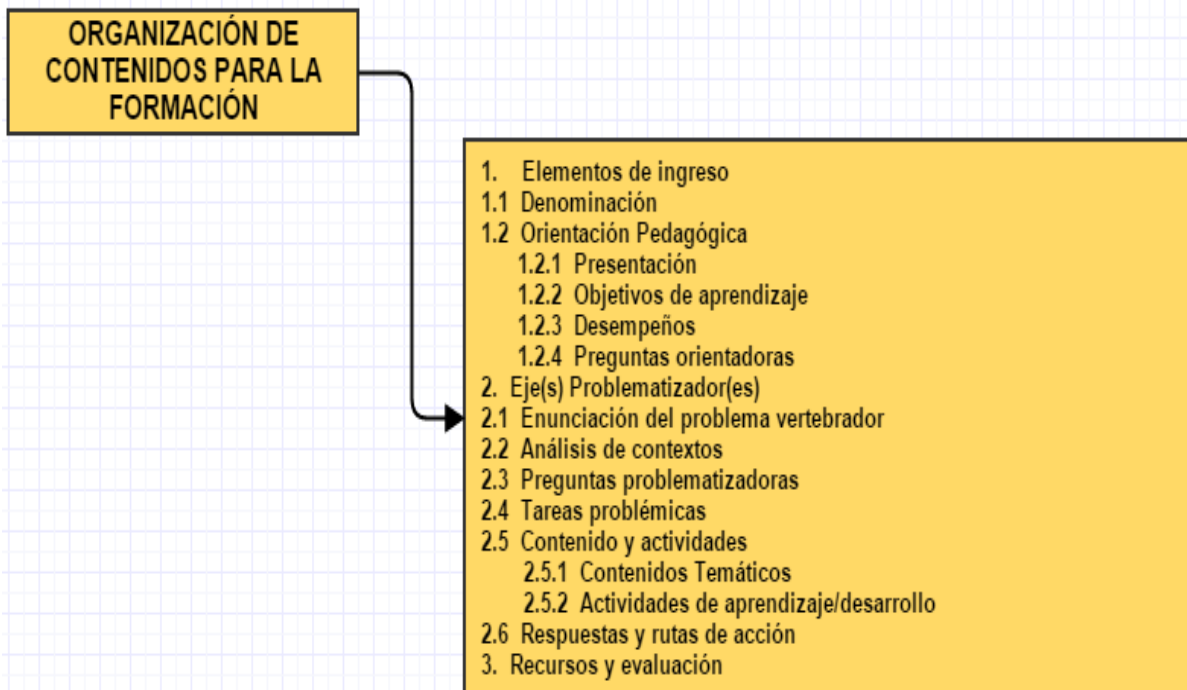 ORGANIZACIÓN DE
CONTENIDOS PARA LA
FORMACIÓN
1. Elementos de ingreso
1.1 Denominación
1.2 Orientación Pedagógica
1.2.1 Presentación
1.2.2 Objetivos de aprendizaje
1.2.3 Desempeños
1.2.4 Preguntas orientadoras
2. Eje(s) Problematizador(es)
2.1 Enunciación del problema vertebrador
2.2 Análisis de contextos
2.3 Preguntas problematizadoras
2.4 Tareas problémicas
2.5 Contenido y actividades
2.5.1 Contenidos Temáticos
2.5.2 Actividades de aprendizaje/desarrollo
2.6 Respuestas y rutas de acción
3. Recursos y evaluación